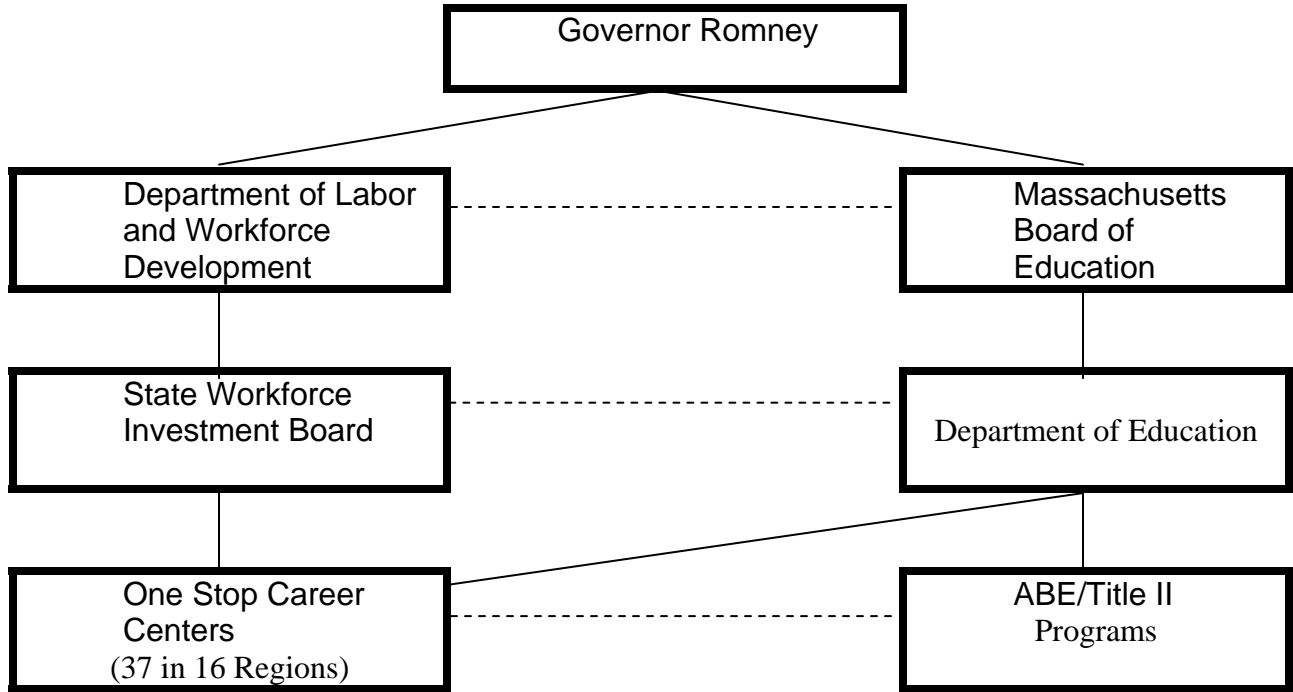 Governor Romney
Department of Labor
and Workforce
Development
Massachusetts
Board of
Education
State Workforce
Investment Board
Department of Education
One Stop Career
Centers
(37 in 16 Regions)
ABE/Title II
Programs